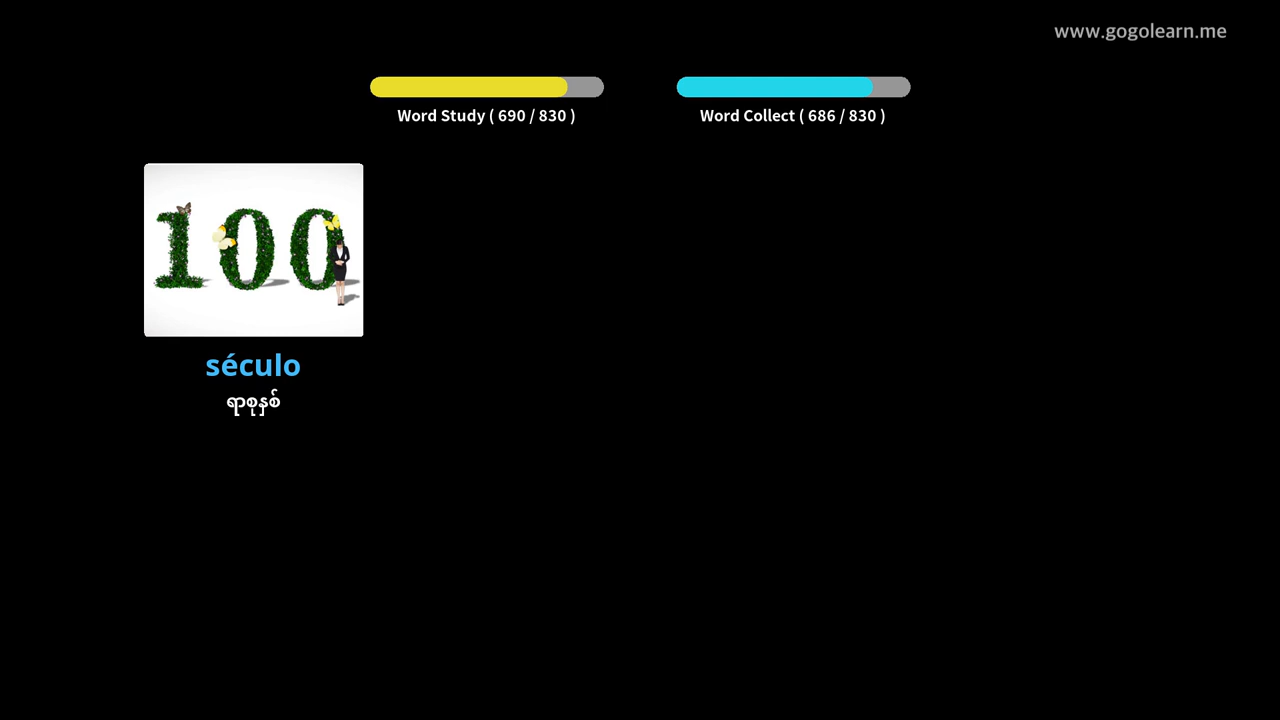 www.gogolearn.me
Word Study ( 690 / 830 )
Word Collect ( 686 / 830 )
100
século
ရာစုနှစ်